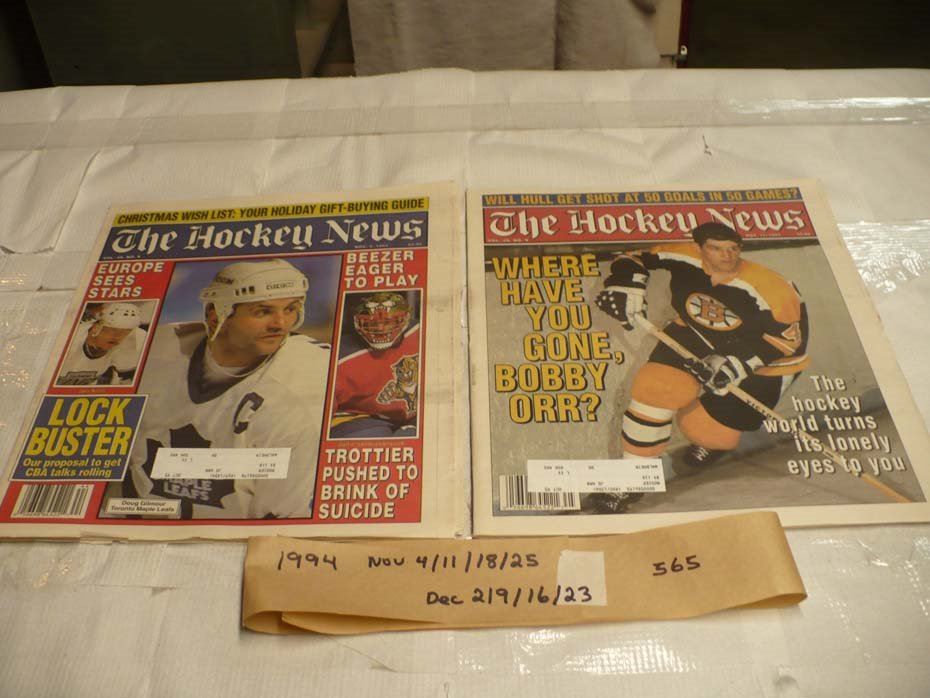 CHRISTMAS WISH LIST: YOUR HOLIDAY GIFT-BUYING GUIDE
The Hockey News
EUROPE
SEES
STARS
BEEZER
EAGER
TO PLAY
C
LOCK
BUSTER
Our proposal to get
CBA talks rolling
MAPLE
LEAFS
Doug Gilmour
Toronto Maple Leafs
TROTTIER
PUSHED TO
BRINK OF
SUICIDE
WILL HULL GET SHOT AT 50 GOALS IN 50 GAMES?
The Hockey News
WHERE
HAVE
YOU
GONE,
BOBBY
ORR?
B
4
The
hockey
world turns
its lonely
eyes to you
1994 Nov 4/11/18/25
Dec 2/9/16/23
565